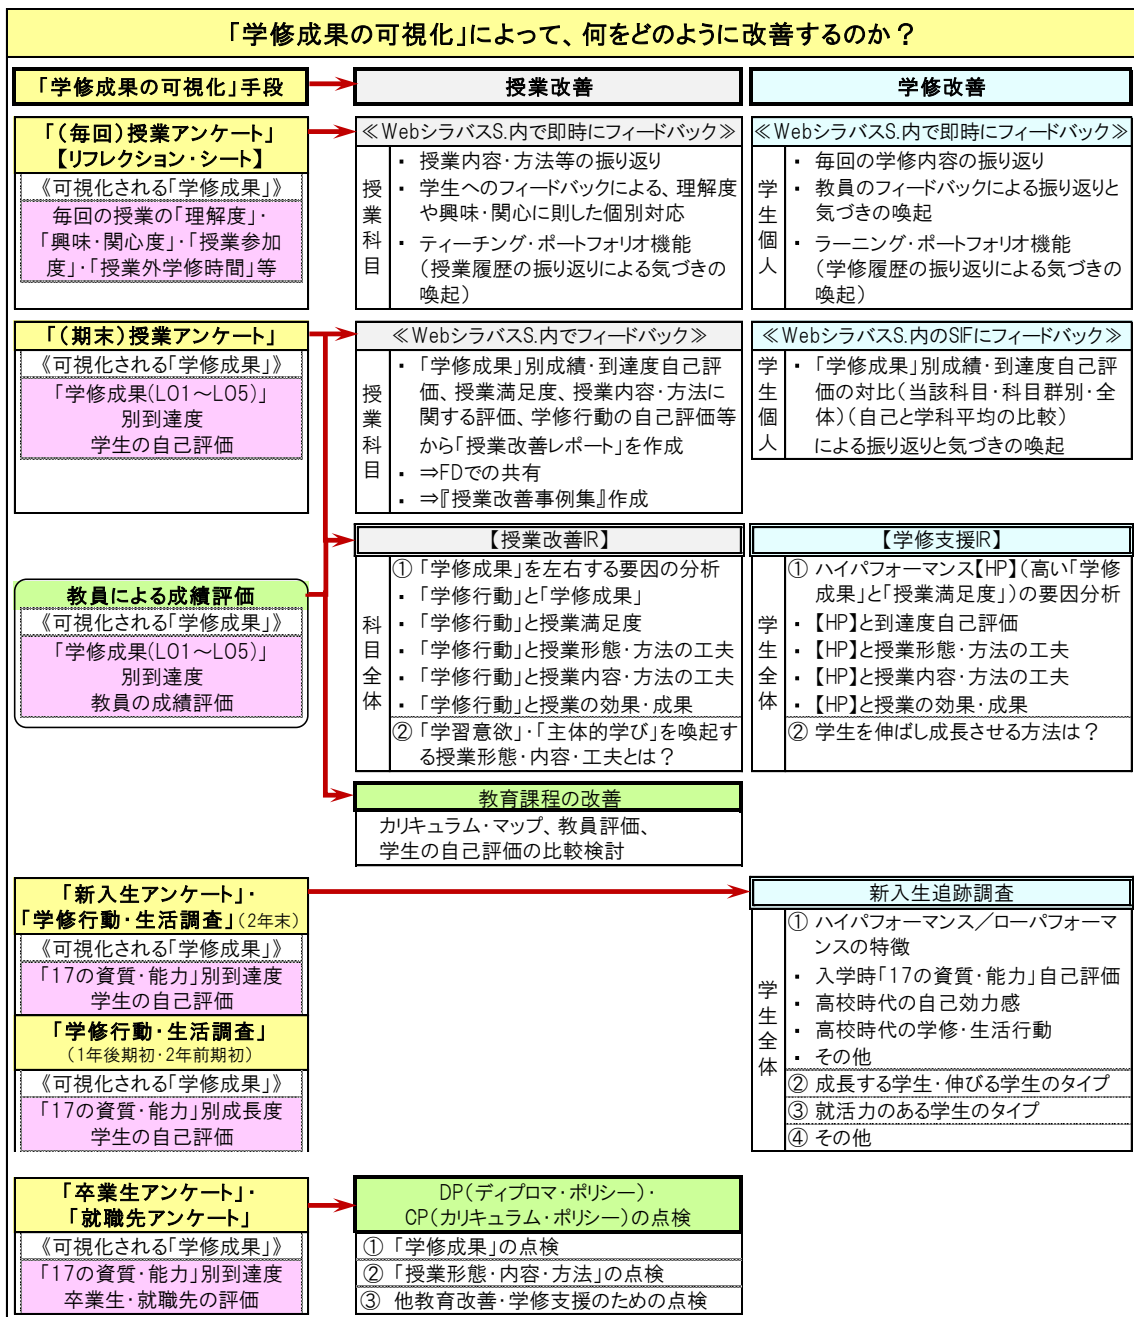 「学修成果の可視化」によって、何をどのように改善するのか？
「学修成果の可視化」手段
授業改善
学修改善
「（毎回）授業アンケート」
【リフレクション・シート】
《可視化される「学修成果」》
毎回の授業の「理解度」・
「興味・関心度」・「授業参加
度」・「授業外学修時間」等
≪WebシラバスS.内で即時にフィードバック≫
授業科目
・ 授業内容・方法等の振り返り
・ 学生へのフィードバックによる、理解度
や興味・関心に則した個別対応
・ ティーチング・ポートフォリオ機能
（授業履歴の振り返りによる気づきの
喚起）
≪WebシラバスS.内で即時にフィードバック≫
学生個人
・ 毎回の学修内容の振り返り
・ 教員のフィードバックによる振り返りと
気づきの喚起
・ ラーニング・ポートフォリオ機能
（学修履歴の振り返りによる気づきの
喚起）
「（期末）授業アンケート」
《可視化される「学修成果」》
「学修成果(LO1～LO5)」
別到達度
学生の自己評価
≪WebシラバスS.内でフィードバック≫
授業科目
・ 「学修成果」別成績・到達度自己評
価、授業満足度、授業内容・方法に
関する評価、学修行動の自己評価等
から「授業改善レポート」を作成
・ ⇒FDでの共有
・ ⇒『授業改善事例集』作成
≪WebシラバスS.内のSIFにフィードバック≫
学生個人
・ 「学修成果」別成績・到達度自己評
価の対比（当該科目・科目群別・全
体）（自己と学科平均の比較）
による振り返りと気づきの喚起
教員による成績評価
《可視化される「学修成果」》
「学修成果(LO1～LO5)」
別到達度
教員の成績評価
【授業改善IR】
科目全体
① 「学修成果」を左右する要因の分析
・ 「学修行動」と「学修成果」
・ 「学修行動」と授業満足度
・ 「学修行動」と授業形態・方法の工夫
・ 「学修行動」と授業内容・方法の工夫
・ 「学修行動」と授業の効果・成果
② 「学習意欲」・「主体的学び」を喚起す
る授業形態・内容・工夫とは？
【学修支援IR】
学生全体
① ハイパフォーマンス【HP】（高い「学修
成果」と「授業満足度」）の要因分析
・ 【HP】と到達度自己評価
・ 【HP】と授業形態・方法の工夫
・ 【HP】と授業内容・方法の工夫
・ 【HP】と授業の効果・成果
② 学生を伸ばし成長させる方法は？
教育課程の改善
カリキュラム・マップ、教員評価、
学生の自己評価の比較検討
「新入生アンケート」・
「学修行動・生活調査」（2年末）
《可視化される「学修成果」》
「17の資質・能力」別到達度
学生の自己評価
「学修行動・生活調査」
（1年後期初・2年前期初）
《可視化される「学修成果」》
「17の資質・能力」別成長度
学生の自己評価
新入生追跡調査
学生全体
① ハイパフォーマンス／ローパフォーマ
ンスの特徴
・ 入学時「17の資質・能力」自己評価
・ 高校時代の自己効力感
・ 高校時代の学修・生活行動
・ その他
② 成長する学生・伸びる学生のタイプ
③ 就活力のある学生のタイプ
④ その他
「卒業生アンケート」・
「就職先アンケート」
《可視化される「学修成果」》
「17の資質・能力」別到達度
卒業生・就職先の評価
DP（ディプロマ・ポリシー）・
CP（カリキュラム・ポリシー）の点検
① 「学修成果」の点検
② 「授業形態・内容・方法」の点検
③ 他教育改善・学修支援のための点検